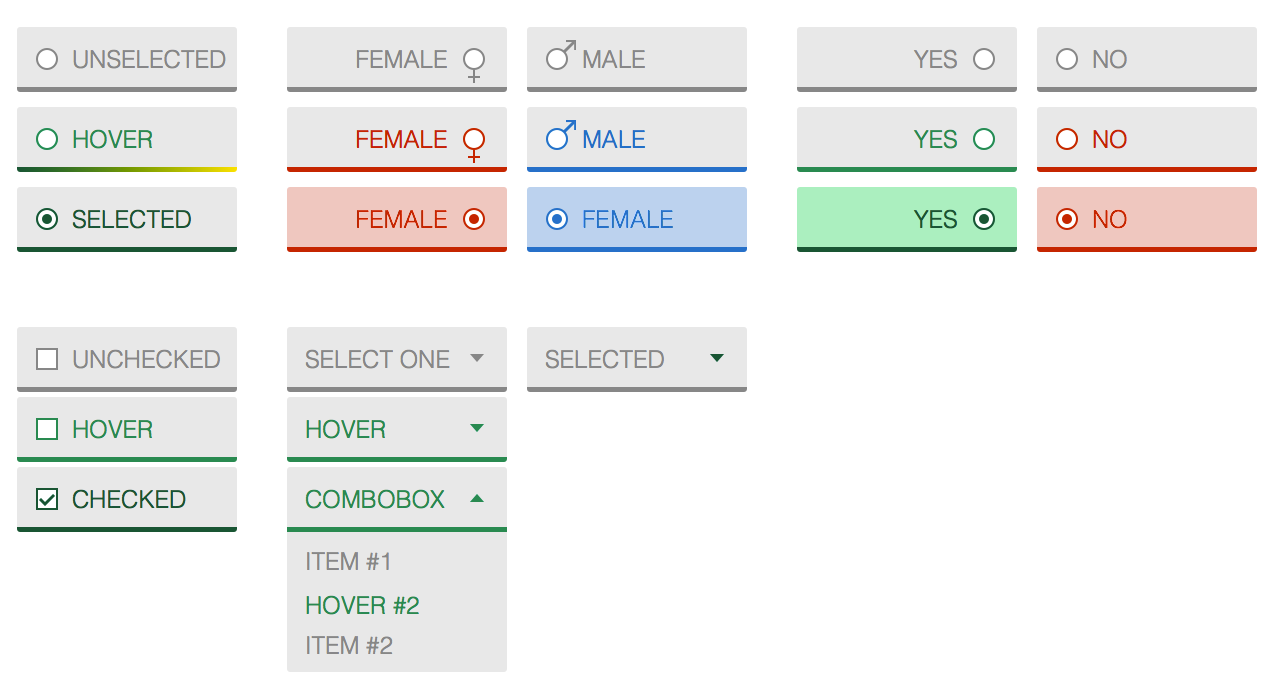 UNSELECTED FEMALE MALE YES NO
HOVER FEMALE MALE YES NO
SELECTED FEMALE FEMALE YES NO
UNCHECKED SELECT ONE SELECTED
HOVER HOVER
CHECKED COMBOBOX
ITEM #1
HOVER #2
ITEM #2